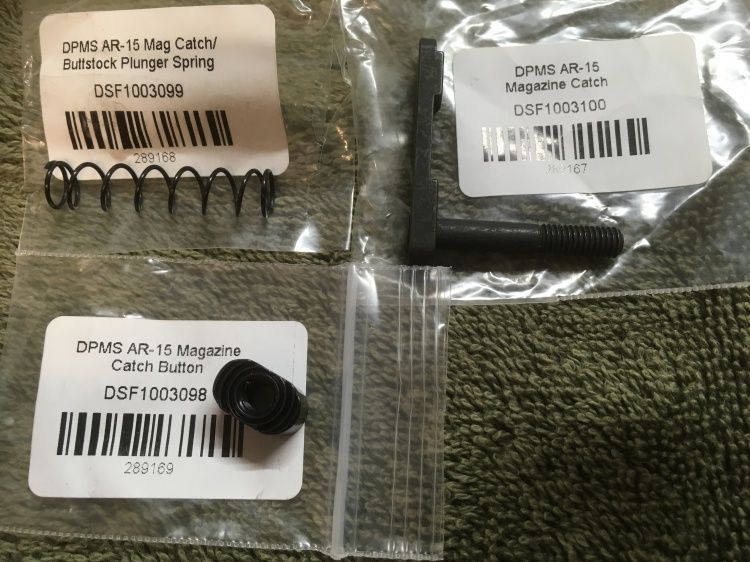 DPMS AR-15 Mag Catch/
Buttstock Plunger Spring
DSF1003099
289168
DPMS AR-15
Magazine Catch
DSF1003100
289167
DPMS AR-15 Magazine
Catch Button
DSF1003098
289169